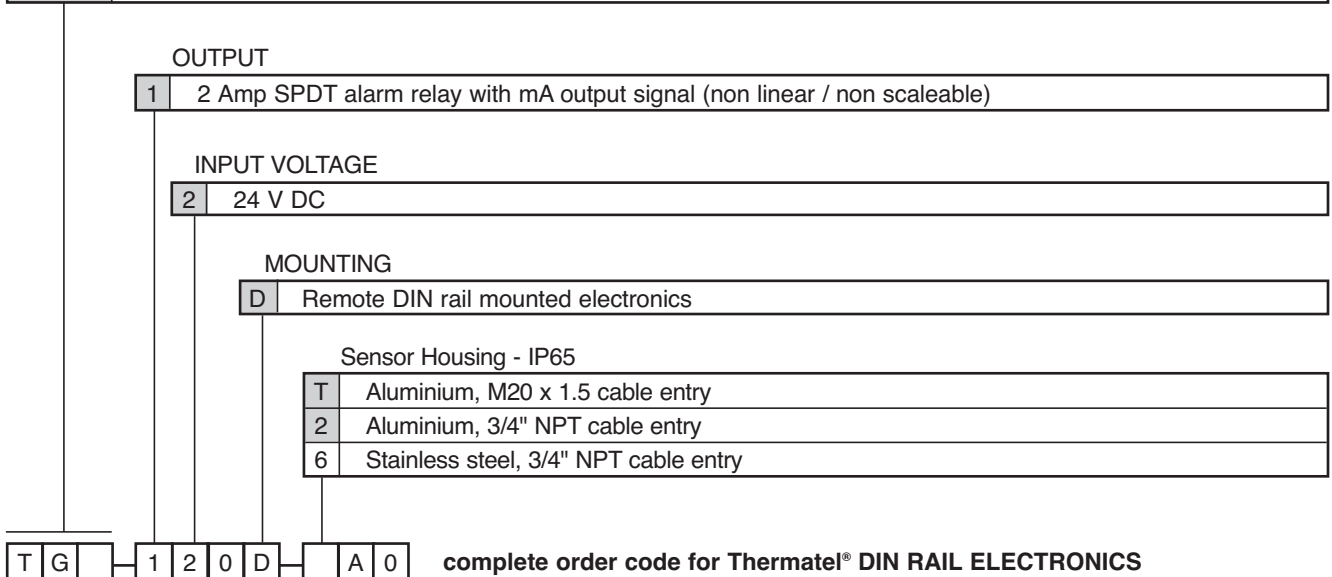 OUTPUT
1 2 Amp SPDT alarm relay with mA output signal (non linear / non scaleable)
INPUT VOLTAGE
2 24 V DC
MOUNTING
D Remote DIN rail mounted electronics
Sensor Housing - IP65
T Aluminium, M20 x 1.5 cable entry
2 Aluminium, 3/4" NPT cable entry
6 Stainless steel, 3/4" NPT cable entry
T G 1 2 0 D A 0 complete order code for Thermatel® DIN RAIL ELECTRONICS